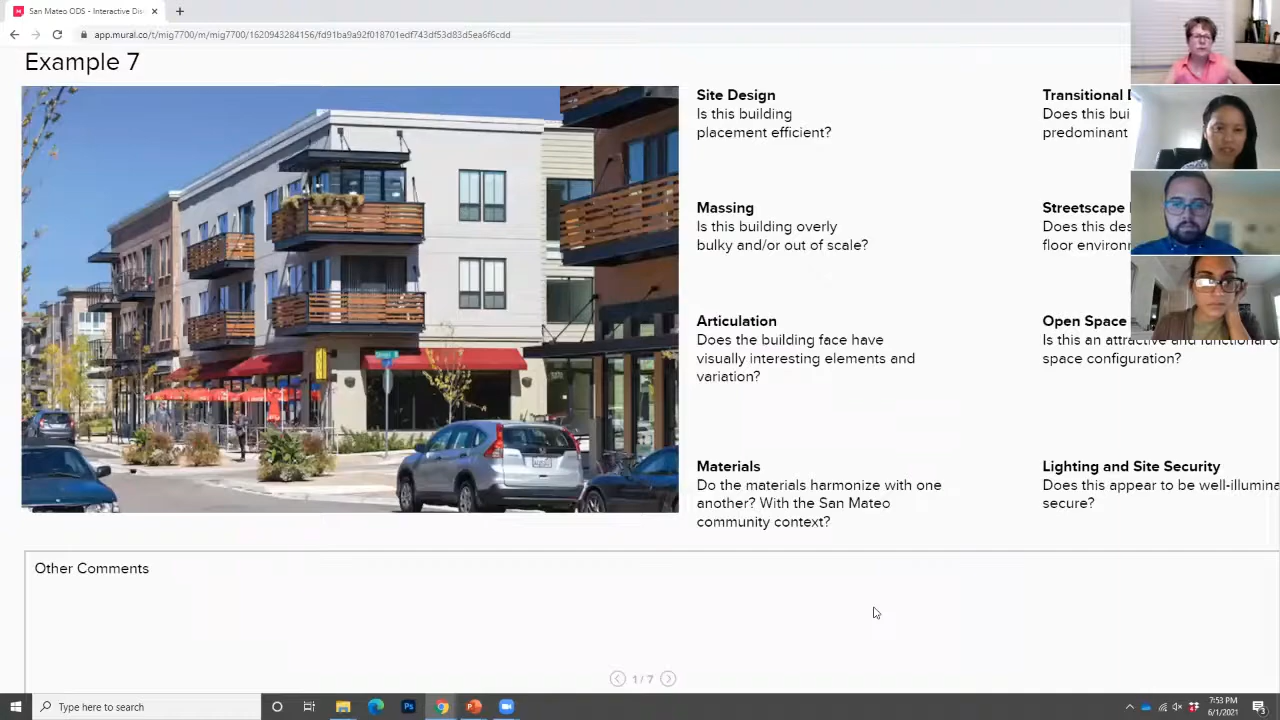 San Mateo ODS - Interactive Dis
app.mural.co/t/mig7700/m/mig7700/1620943284156/fd91ba9a92f018701edf743df53d83d5ea6f6cdd
Example 7
Site Design
Is this building
placement efficient?
Massing
Is this building overly
bulky and/or out of scale?
Articulation
Does the building face have
visually interesting elements and
variation?
Materials
Do the materials harmonize with one
another? With the San Mateo
community context?
Transitional
Does this bui
predominant
Streetscape
Does this des
floor environ
Open Space
Is this an attractive and functional o
space configuration?
Lighting and Site Security
Does this appear to be well-illumina
secure?
Other Comments
1 / 7
Type here to search
Ps
7:53 PM
6/1/2021
3